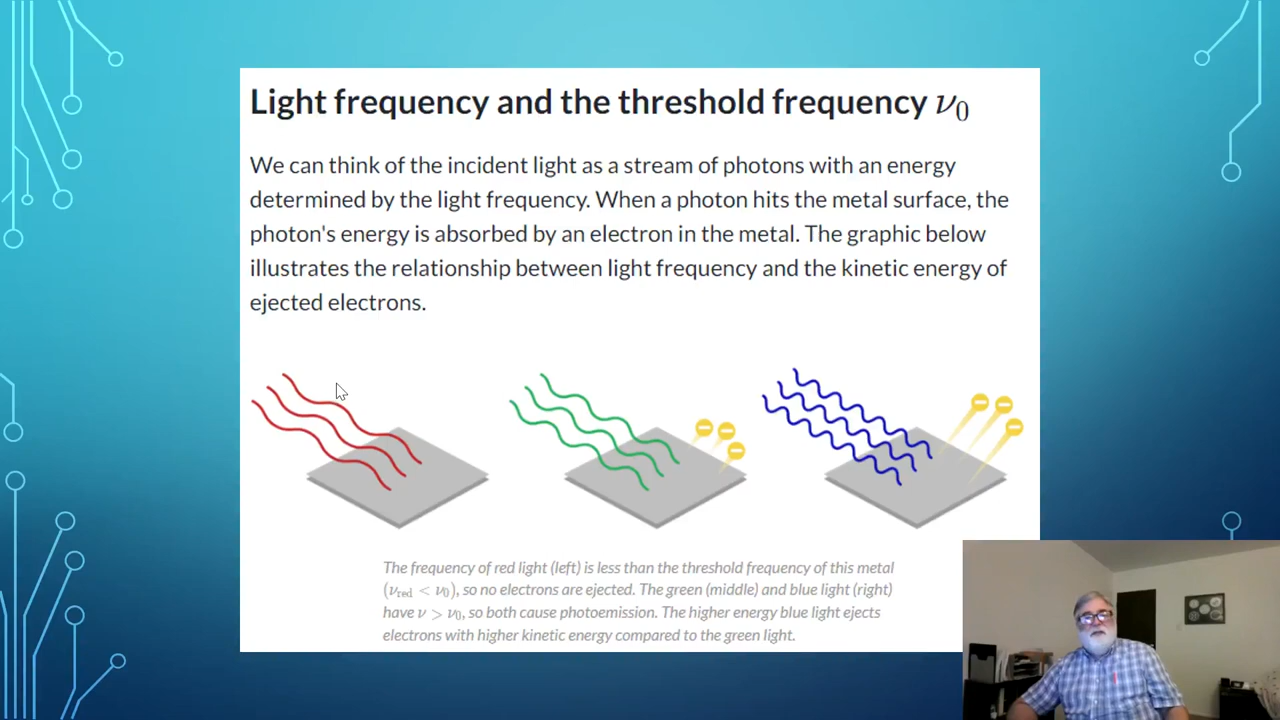 Light frequency and the threshold frequency ν₀
We can think of the incident light as a stream of photons with an energy
determined by the light frequency. When a photon hits the metal surface, the
photon's energy is absorbed by an electron in the metal. The graphic below
illustrates the relationship between light frequency and the kinetic energy of
ejected electrons.
The frequency of red light (left) is less than the threshold frequency of this metal
(ν_red < ν₀), so no electrons are ejected. The green (middle) and blue light (right)
have ν > ν₀, so both cause photoemission. The higher energy blue light ejects
electrons with higher kinetic energy compared to the green light.